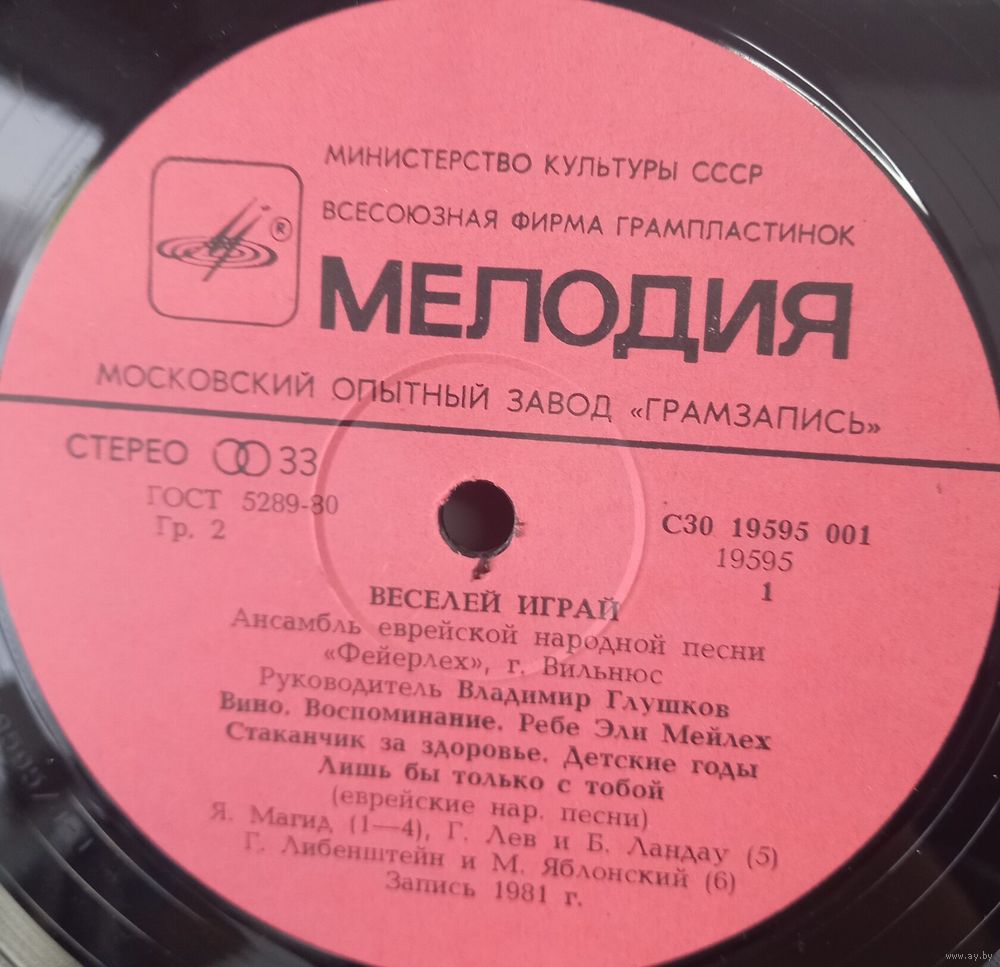 МИНИСТЕРСТВО КУЛЬТУРЫ СССР
ВСЕСОЮЗНАЯ ФИРМА ГРАМПЛАСТИНОК
®
МЕЛОДИЯ
МОСКОВСКИЙ ОПЫТНЫЙ ЗАВОД «ГРАМЗАПИСЬ»
СТЕРЕО 33
ГОСТ 5289-80
Гр. 2
С30 19595 001
19595
1
ВЕСЕЛЕЙ ИГРАЙ
Ансамбль еврейской народной песни
«Фейерлех», г. Вильнюс
Руководитель Владимир Глушков
Вино. Воспоминание. Ребе Эли Мейлех
Стаканчик за здоровье. Детские годы
Лишь бы только с тобой
(еврейские нар. песни)
Я. Магид (1—4), Г. Лев и Б. Ландау (5)
Г. Либенштейн и М. Яблонский (6)
Запись 1981 г.
www.ay.by